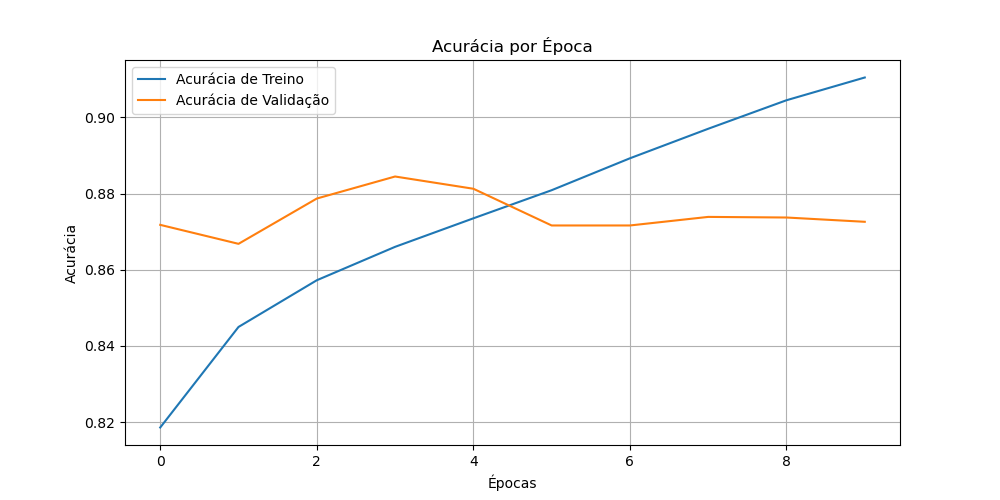 Acurácia por Época
Acurácia de Treino
Acurácia de Validação
0.90
0.88
0.86
0.84
0.82
Acurácia
0 2 4 6 8
Épocas